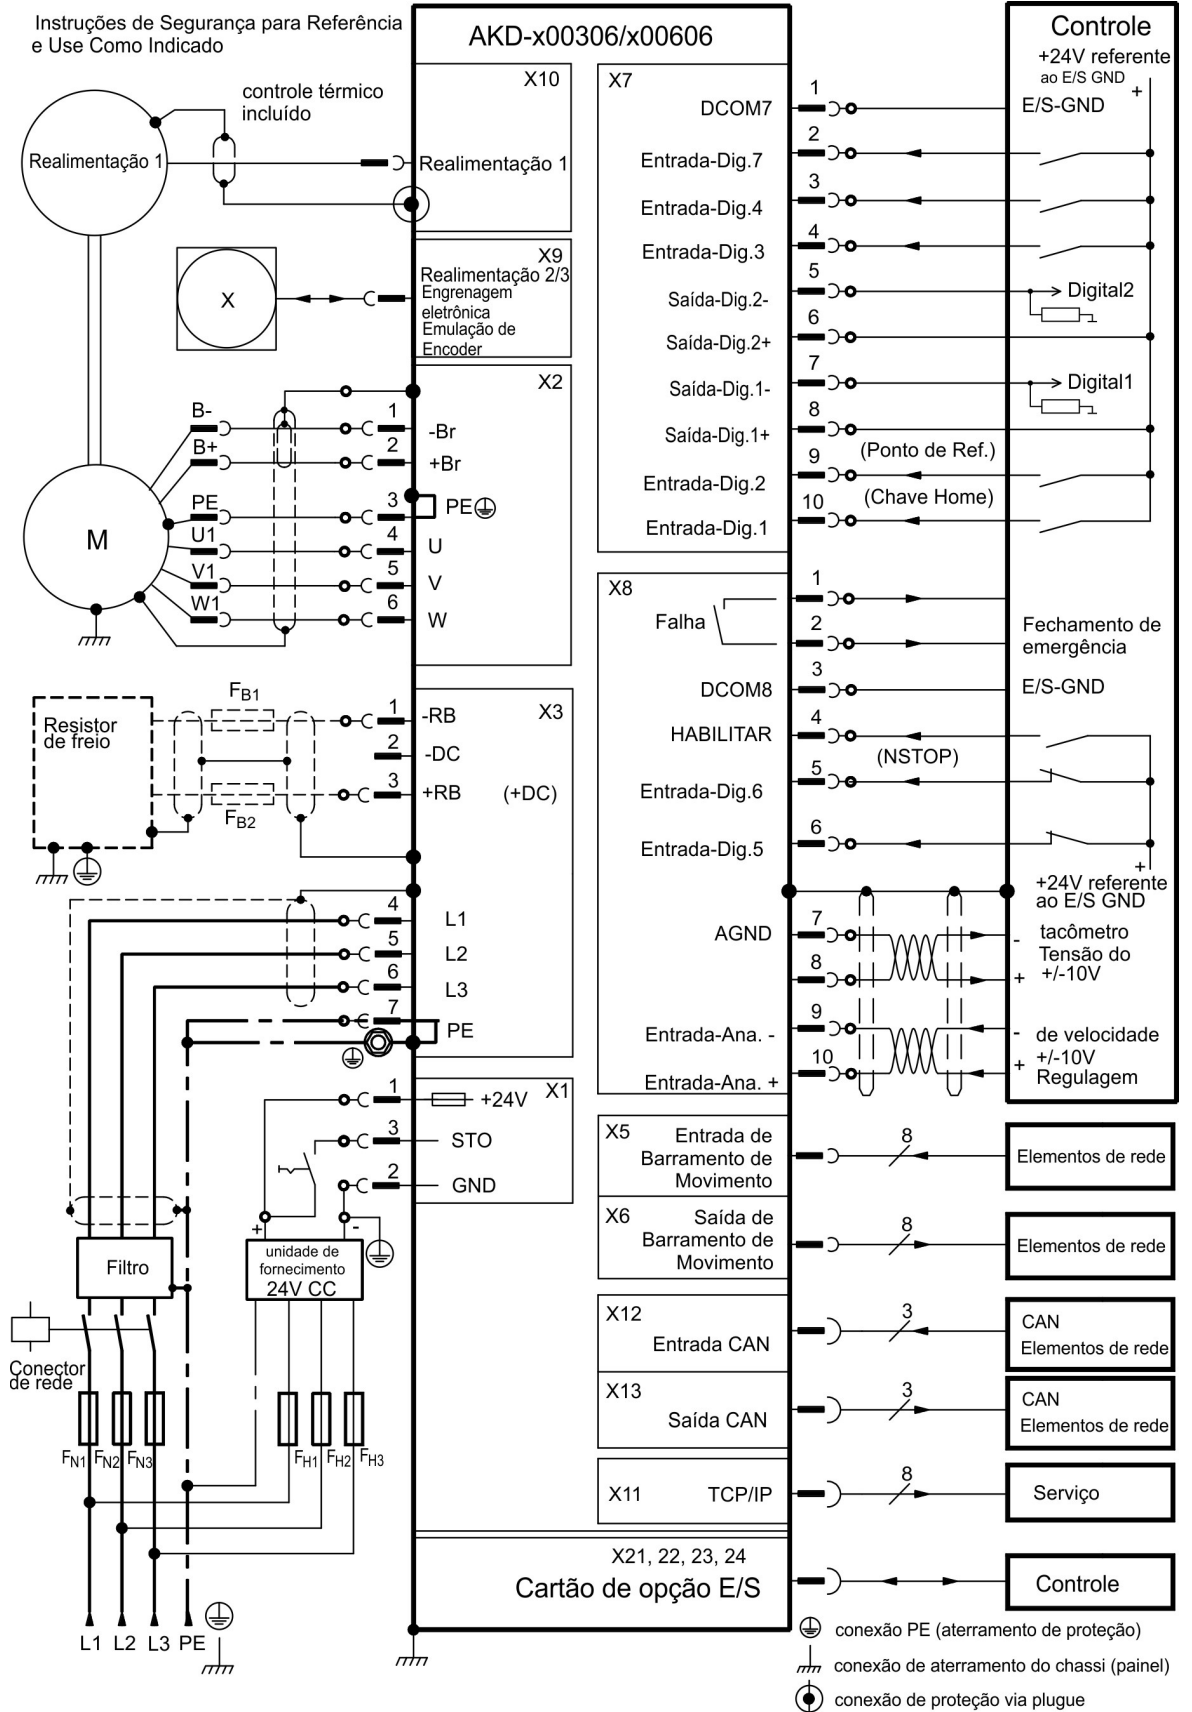 Instruções de Segurança para Referência
e Use Como Indicado
AKD-x00306/x00606
Controle
+24V referente
ao E/S GND
+
controle térmico
incluído
Realimentação 1
X10
Realimentação 1
X
X9
Realimentação 2/3
Engrenagem
eletrônica
Emulação de
Encoder
X2
B-
1
-Br
B+
2
+Br
PE
3
PE
U1
4
U
V1
5
V
W1
6
W
M
X7
DCOM7
1
E/S-GND
Entrada-Dig.7
2
Entrada-Dig.4
3
Entrada-Dig.3
4
Saída-Dig.2-
5
Digital2
Saída-Dig.2+
6
Saída-Dig.1-
7
Digital1
Saída-Dig.1+
8
(Ponto de Ref.)
Entrada-Dig.2
9
(Chave Home)
Entrada-Dig.1
10
X8
Falha
1
2
Fechamento de
emergência
DCOM8
3
E/S-GND
HABILITAR
4
(NSTOP)
Entrada-Dig.6
5
Entrada-Dig.5
6
+
+24V referente
ao E/S GND
AGND
7
8
-
+
tacômetro
Tensão do
+/-10V
Entrada-Ana. -
9
Entrada-Ana. +
10
-
+
de velocidade
+/-10V
Regulagem
Resistor
de freio
FB1
FB2
X3
1
-RB
2
-DC
3
+RB
(+DC)
4
L1
5
L2
6
L3
7
PE
X1
1
+24V
3
STO
2
GND
+
-
unidade de
fornecimento
24V CC
Filtro
Conector
de rede
FN1
FN2
FN3
FH1
FH2
FH3
L1
L2
L3
PE
X5
Entrada de
Barramento de
Movimento
8
Elementos de rede
X6
Saída de
Barramento de
Movimento
8
Elementos de rede
X12
Entrada CAN
3
CAN
Elementos de rede
X13
Saída CAN
3
CAN
Elementos de rede
X11
TCP/IP
8
Serviço
X21, 22, 23, 24
Cartão de opção E/S
Controle
conexão PE (aterramento de proteção)
conexão de aterramento do chassi (painel)
conexão de proteção via plugue